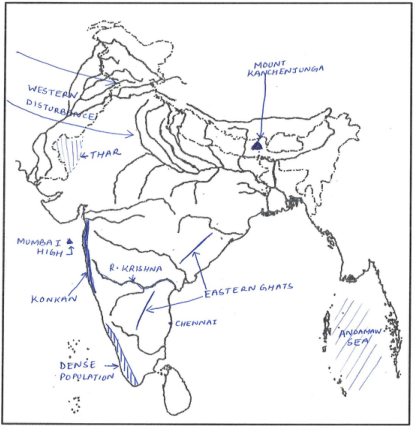 MOUNT
KANCHENJUNGA
WESTERN
DISTURBANCE
THAR
MUMBAI
HIGH
R. KRISHNA
KONKAN
EASTERN GHATS
CHENNAI
ANDAMAN
SEA
DENSE
POPULATION